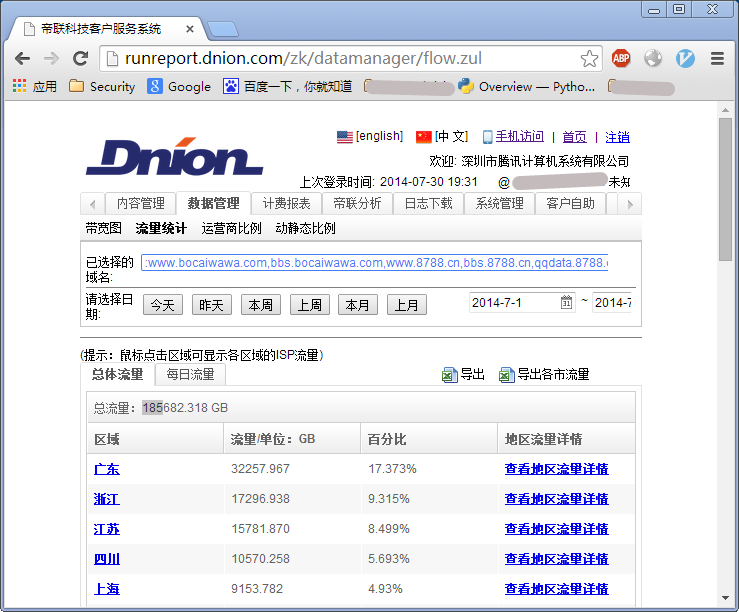 帝联科技客户服务系统
runreport.dnion.com/zk/datamanager/flow.zul
ABP
应用 Security Google 百度一下，你就知道 Overview — Pytho...
[english] [中 文] 手机访问 | 首页 | 注销
Dnion
欢迎: 深圳市腾讯计算机系统有限公司
上次登录时间: 2014-07-30 19:31 @ 未知
内容管理 数据管理 计费报表 帝联分析 日志下载 系统管理 客户自助
带宽图 流量统计 运营商比例 动静态比例
已选择的域名: :www.bocaiwawa.com,bbs.bocaiwawa.com,www.8788.cn,bbs.8788.cn,qqdata.8788.
请选择日期: 今天 昨天 本周 上周 本月 上月 2014-7-1 31 ~ 2014-7
(提示：鼠标点击区域可显示各区域的ISP流量)
总体流量 每日流量 导出 导出各市流量
总流量：185682.318 GB
区域 流量/单位：GB 百分比 地区流量详情
广东 32257.967 17.373% 查看地区流量详情
浙江 17296.938 9.315% 查看地区流量详情
江苏 15781.870 8.499% 查看地区流量详情
四川 10570.258 5.693% 查看地区流量详情
上海 9153.782 4.93% 查看地区流量详情